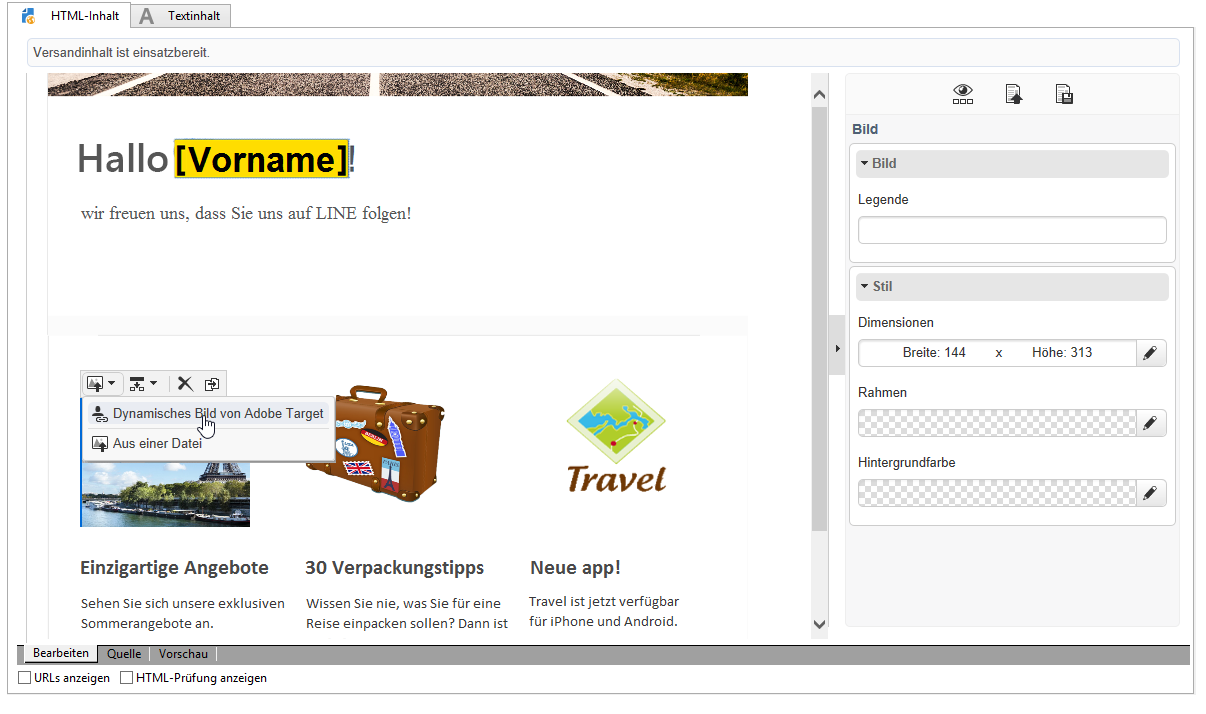 HTML-Inhalt
Textinhalt
Versandinhalt ist einsatzbereit.
Hallo [Vorname]!
wir freuen uns, dass Sie uns auf LINE folgen!
Dynamisches Bild von Adobe Target
Aus einer Datei
BERLIN
PARIS
Travel
Einzigartige Angebote
Sehen Sie sich unsere exklusiven
Sommerangebote an.
30 Verpackungstipps
Wissen Sie nie, was Sie für eine
Reise einpacken sollen? Dann ist
Neue app!
Travel ist jetzt verfügbar
für iPhone und Android.
Bild
Bild
Legende
Stil
Dimensionen
Breite: 144 x Höhe: 313
Rahmen
Hintergrundfarbe
Bearbeiten
Quelle
Vorschau
URLs anzeigen
HTML-Prüfung anzeigen